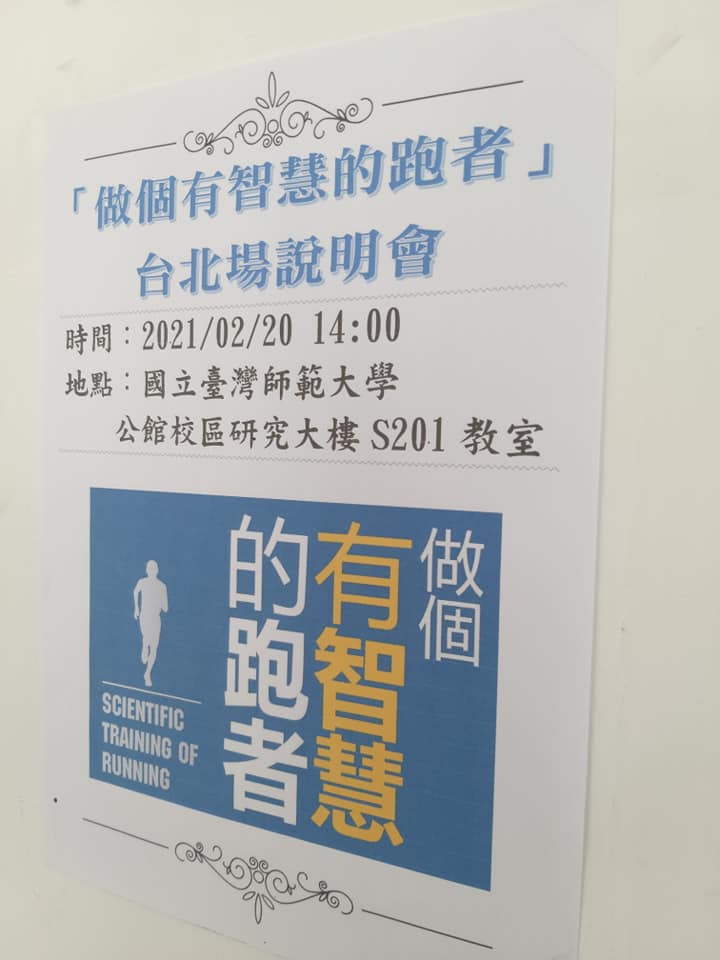 「做個有智慧的跑者」
台北場說明會
時間：2021/02/20 14:00
地點：國立臺灣師範大學
公館校區研究大樓 S201 教室
做個
有智慧
的跑者
SCIENTIFIC
TRAINING OF
RUNNING